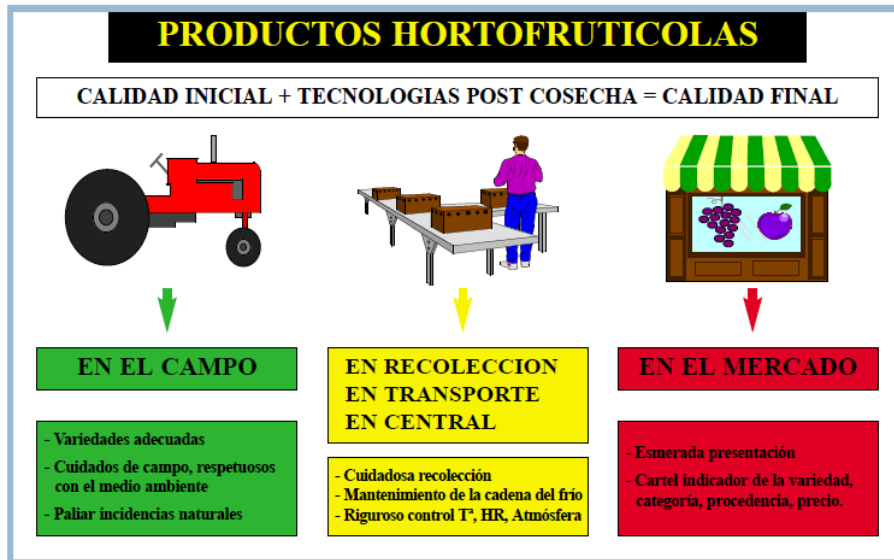 PRODUCTOS HORTOFRUTICOLAS
CALIDAD INICIAL + TECNOLOGIAS POST COSECHA = CALIDAD FINAL
EN EL CAMPO
- Variedades adecuadas
- Cuidados de campo, respetuosos
con el medio ambiente
- Paliar incidencias naturales
EN RECOLECCION
EN TRANSPORTE
EN CENTRAL
- Cuidadosa recolección
- Mantenimiento de la cadena del frío
- Riguroso control Tª, HR, Atmósfera
EN EL MERCADO
- Esmerada presentación
- Cartel indicador de la variedad,
categoría, procedencia, precio.